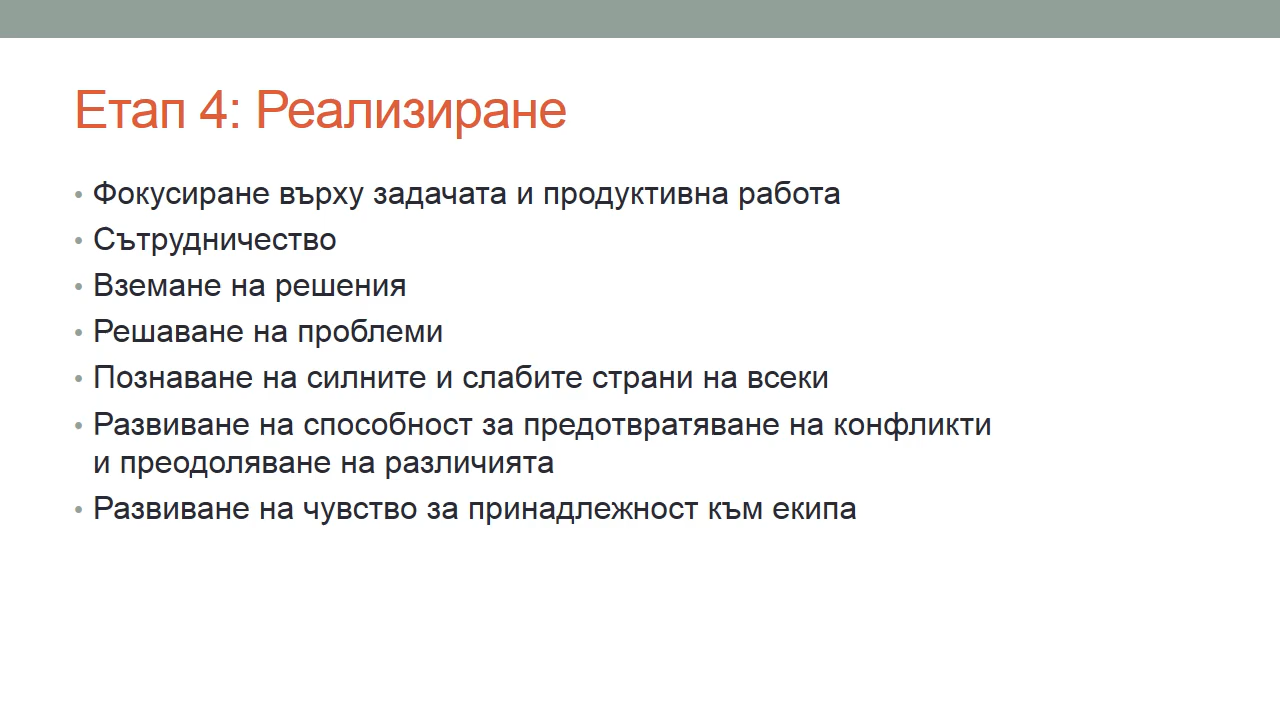 Етап 4: Реализиране
• Фокусиране върху задачата и продуктивна работа
• Сътрудничество
• Вземане на решения
• Решаване на проблеми
• Познаване на силните и слабите страни на всеки
• Развиване на способност за предотвратяване на конфликти
и преодоляване на различията
• Развиване на чувство за принадлежност към екипа